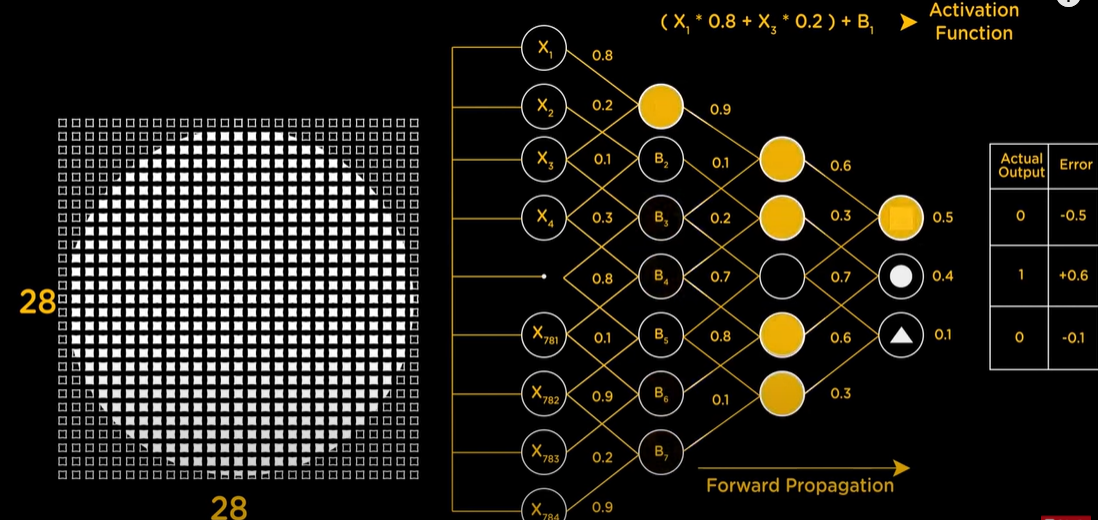 ( X₁ * 0.8 + X₃ * 0.2 ) + B₁
Activation
Function
28
28
X₁
X₂
X₃
X₄
X₇₈₁
X₇₈₂
X₇₈₃
X₇₈₄
0.8
0.2
0.1
0.3
0.8
0.1
0.9
0.2
0.9
B₂
B₃
B₄
B₅
B₆
B₇
0.9
0.1
0.2
0.7
0.8
0.1
0.6
0.3
0.7
0.6
0.3
0.5
0.4
0.1
Actual
Output
Error
0 -0.5
1 +0.6
0 -0.1
Forward Propagation